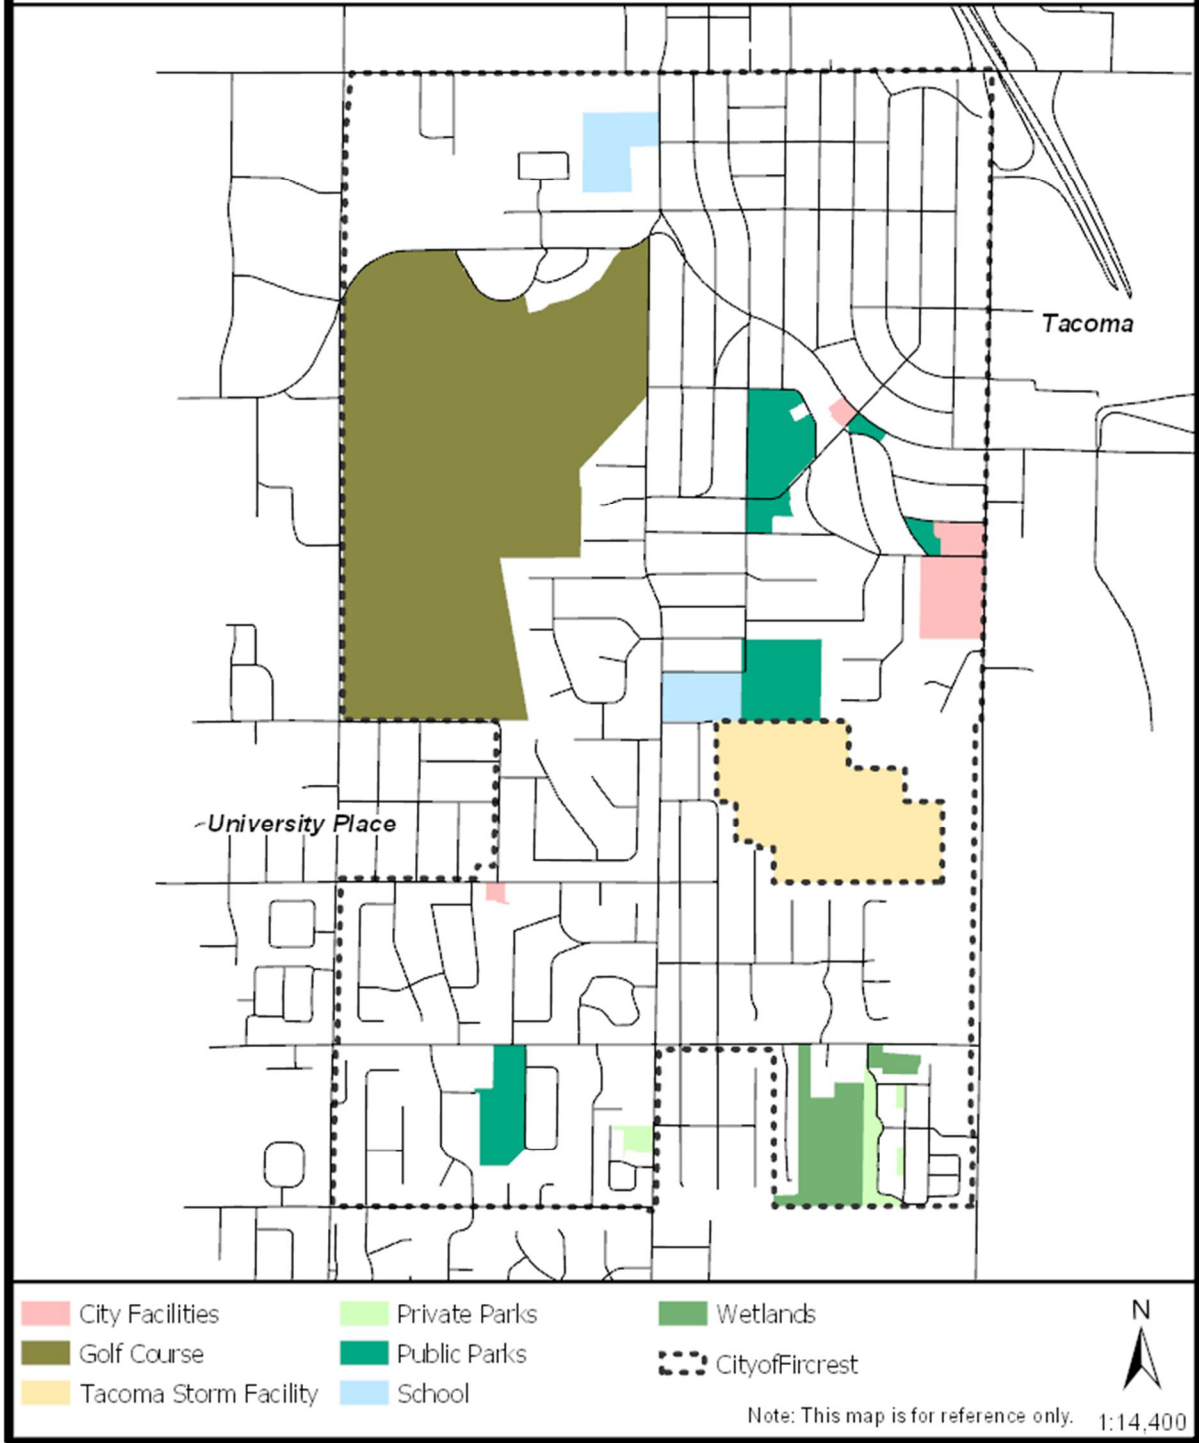 Tacoma
University Place
City Facilities
Golf Course
Tacoma Storm Facility
Private Parks
Public Parks
School
Wetlands
CityofFircrest
N
Note: This map is for reference only.
1:14,400